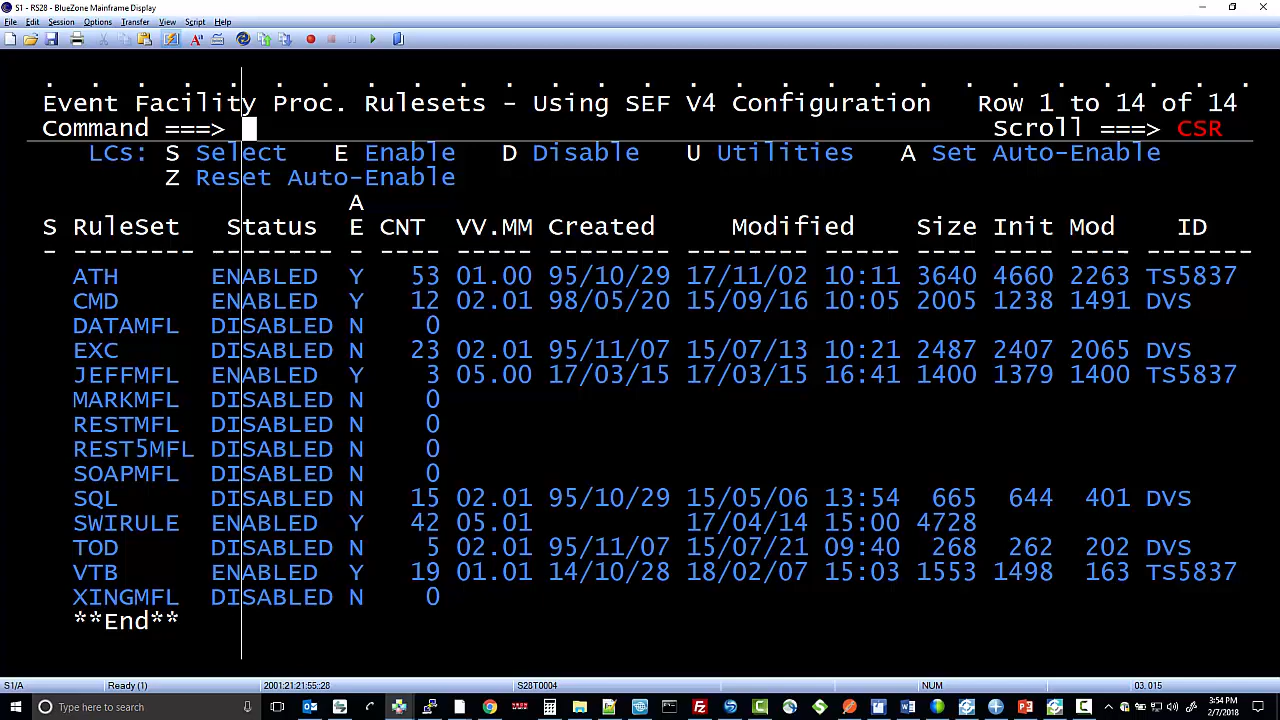 S1 - RS28 - BlueZone Mainframe Display
File Edit Session Options Transfer View Script Help
Event Facility Proc. Rulesets - Using SEF V4 Configuration Row 1 to 14 of 14
Command ===> Scroll ===> CSR
LCs: S Select E Enable D Disable U Utilities A Set Auto-Enable
Z Reset Auto-Enable
A
S RuleSet Status E CNT VV.MM Created Modified Size Init Mod ID
- -------- ------- - ---- ----- -------- -------- ----- ---- ---- ---- -------
ATH ENABLED Y 53 01.00 95/10/29 17/11/02 10:11 3640 4660 2263 TS5837
CMD ENABLED Y 12 02.01 98/05/20 15/09/16 10:05 2005 1238 1491 DVS
DATAMFL DISABLED N 0
EXC DISABLED N 23 02.01 95/11/07 15/07/13 10:21 2487 2407 2065 DVS
JEFFMFL ENABLED Y 3 05.00 17/03/15 17/03/15 16:41 1400 1379 1400 TS5837
MARKMFL DISABLED N 0
RESTMFL DISABLED N 0
REST5MFL DISABLED N 0
SOAPMFL DISABLED N 0
SQL DISABLED N 15 02.01 95/10/29 15/05/06 13:54 665 644 401 DVS
SWIRULE ENABLED Y 42 05.01 17/04/14 15:00 4728
TOD DISABLED N 5 02.01 95/11/07 15/07/21 09:40 268 262 202 DVS
VTB ENABLED Y 19 01.01 14/10/28 18/02/07 15:03 1553 1498 163 TS5837
XINGMFL DISABLED N 0
**End**
S1/A Ready (1) 2001:21:21:55::28 S28T0004 NUM 03, 015
Type here to search
3:54 PM
2/7/2018